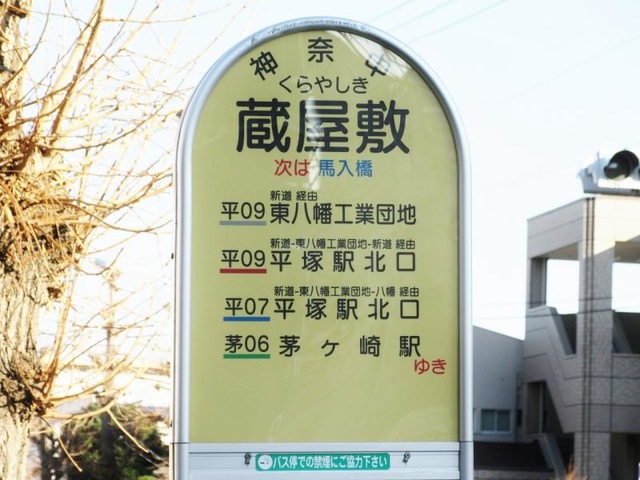 神奈中
くらやしき
蔵屋敷
次は 馬入橋
新道 経由
平09 東八幡工業団地
新道-東八幡工業団地-新道 経由
平09 平塚駅北口
新道-東八幡工業団地-八幡 経由
平07 平塚駅北口
茅06 茅ヶ崎駅
ゆき
バス停での禁煙にご協力下さい